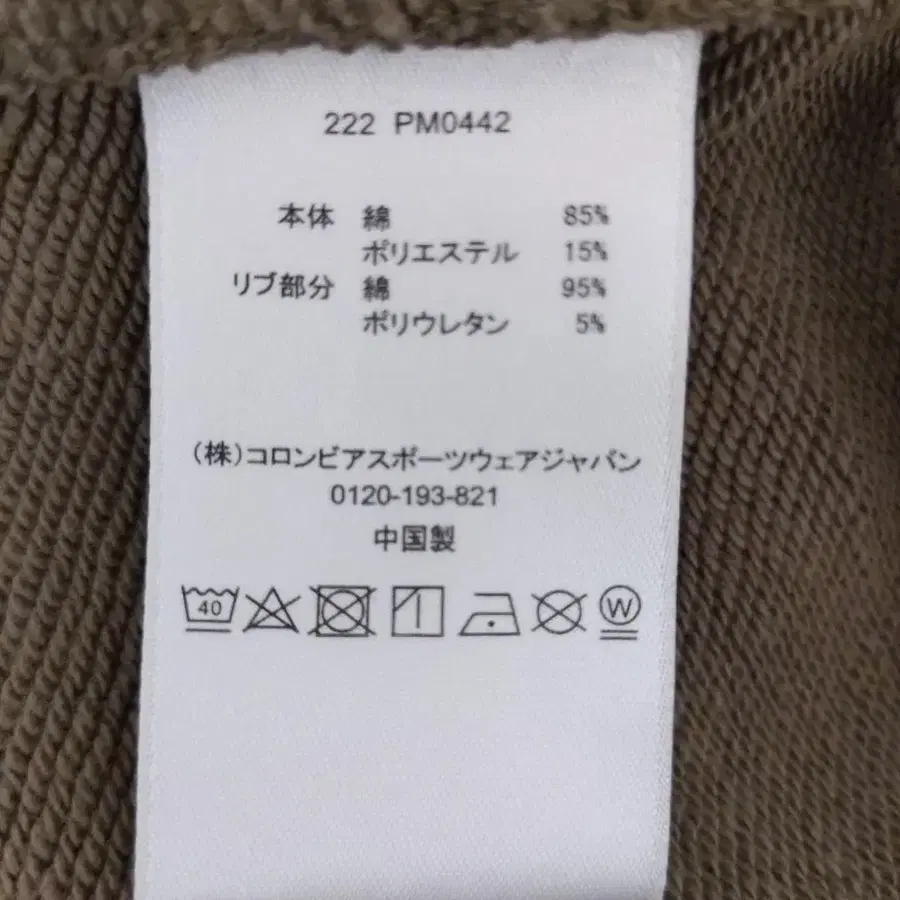 222 PM0442
本体 綿 85%
ポリエステル 15%
リブ部分 綿 95%
ポリウレタン 5%
(株)コロンビアスポーツウェアジャパン
0120-193-821
中国製
40 W